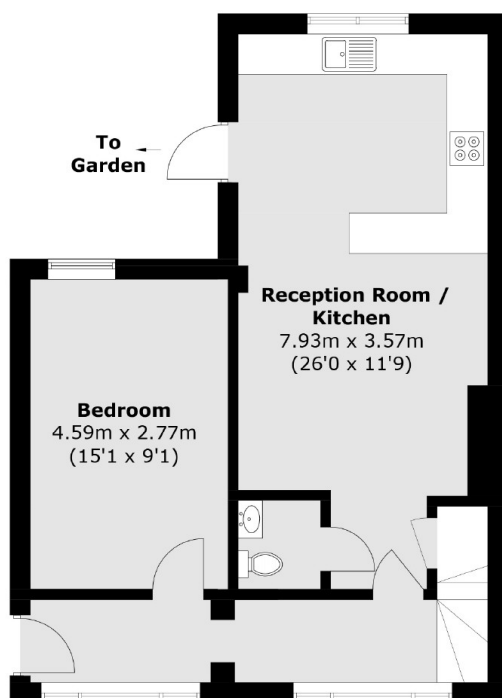 To
Garden
Reception Room /
Kitchen
7.93m x 3.57m
(26'0 x 11'9)
Bedroom
4.59m x 2.77m
(15'1 x 9'1)